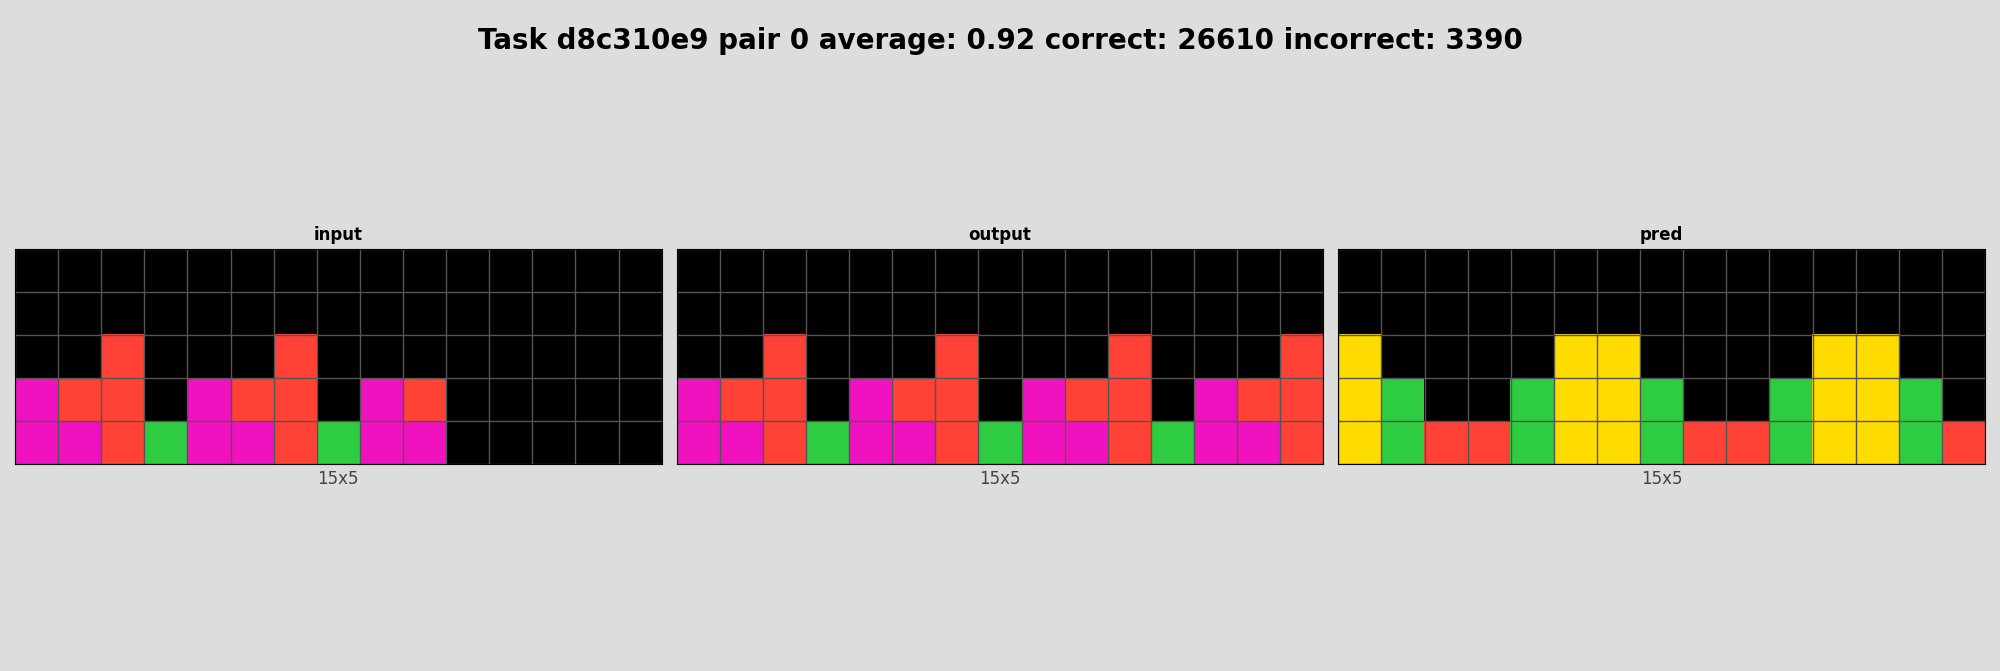 Task d8c310e9 pair 0 average: 0.92 correct: 26610 incorrect: 3390
input
output
pred
15x5
15x5
15x5